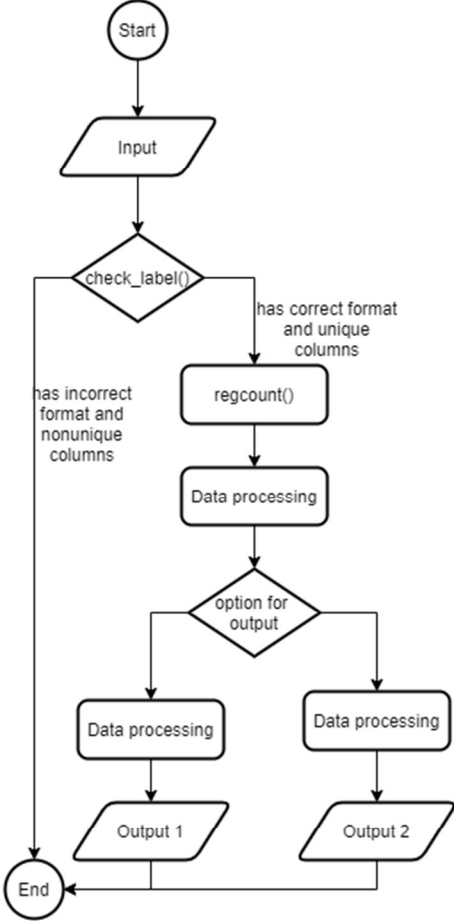 Start
Input
check_label()
has correct format
and unique
columns
has incorrect
format and
nonunique
columns
regcount()
Data processing
option for
output
Data processing
Data processing
Output 1
Output 2
End